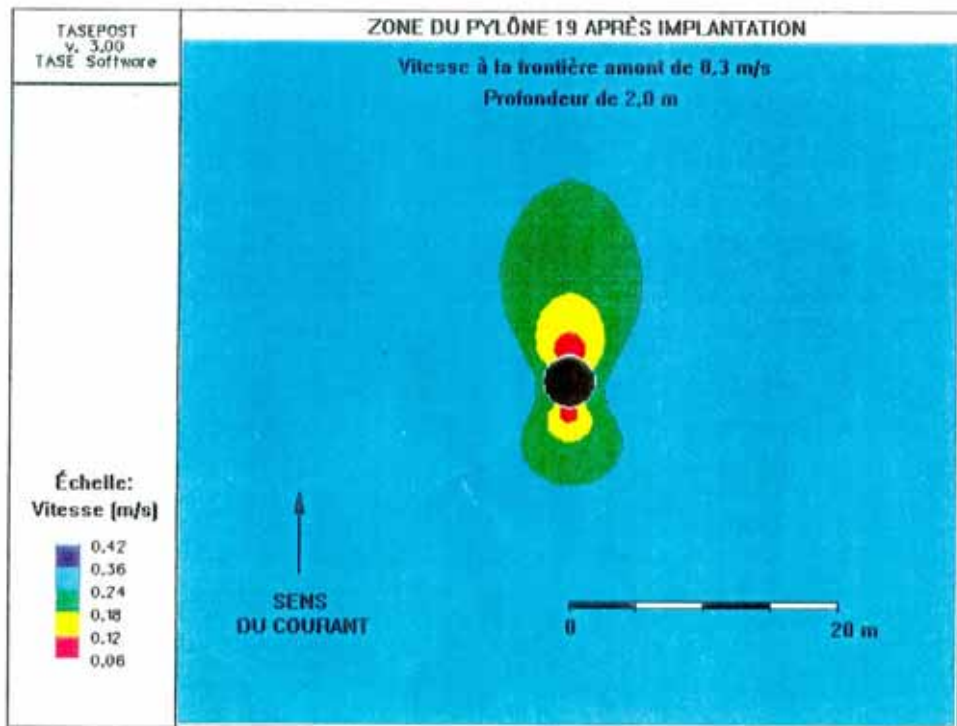 TASEPOST
v. 3.00
TASE Software
ZONE DU PYLÔNE 19 APRÈS IMPLANTATION
Vitesse à la frontière amont de 0,3 m/s
Profondeur de 2,0 m
Échelle:
Vitesse (m/s)
0.42
0.36
0.24
0.18
0.12
0.06
SENS
DU COURANT
0
20 m